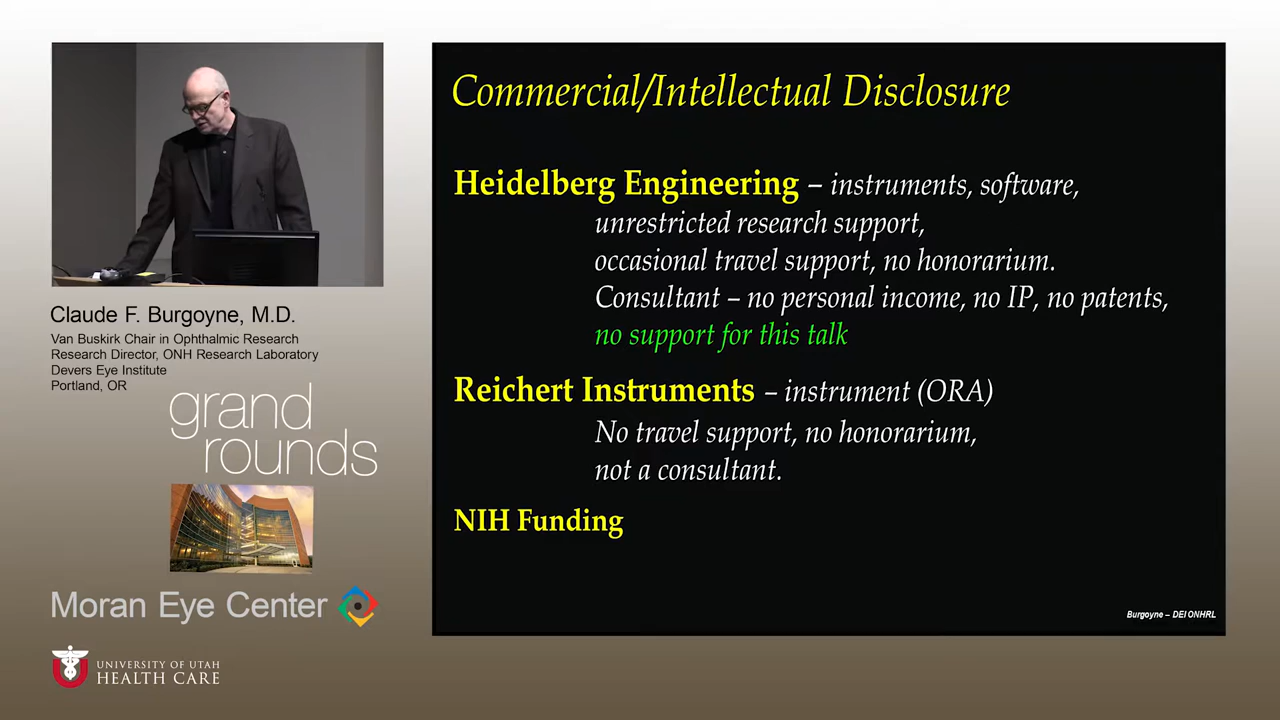 Commercial/Intellectual Disclosure
Heidelberg Engineering – instruments, software,
unrestricted research support,
occasional travel support, no honorarium.
Consultant – no personal income, no IP, no patents,
no support for this talk
Reichert Instruments – instrument (ORA)
No travel support, no honorarium,
not a consultant.
NIH Funding
Burgoyne – DEI ONHRL
Claude F. Burgoyne, M.D.
Van Buskirk Chair in Ophthalmic Research
Research Director, ONH Research Laboratory
Devers Eye Institute
Portland, OR
grand
rounds
Moran Eye Center
UNIVERSITY OF UTAH
HEALTH CARE